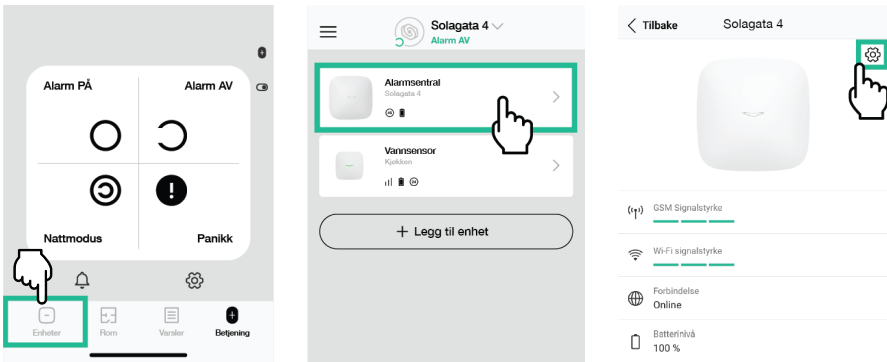 Alarm PÅ
Alarm AV
Nattmodus
Panikk
Enheter
Rom
Varsler
Betjening
Solagata 4
Alarm AV
Alarmsentral
Solagata 4
Vannsensor
Kjøkken
+ Legg til enhet
Tilbake
Solagata 4
GSM Signalstyrke
Wi-Fi signalstyrke
Forbindelse
Online
Batterinivå
100 %